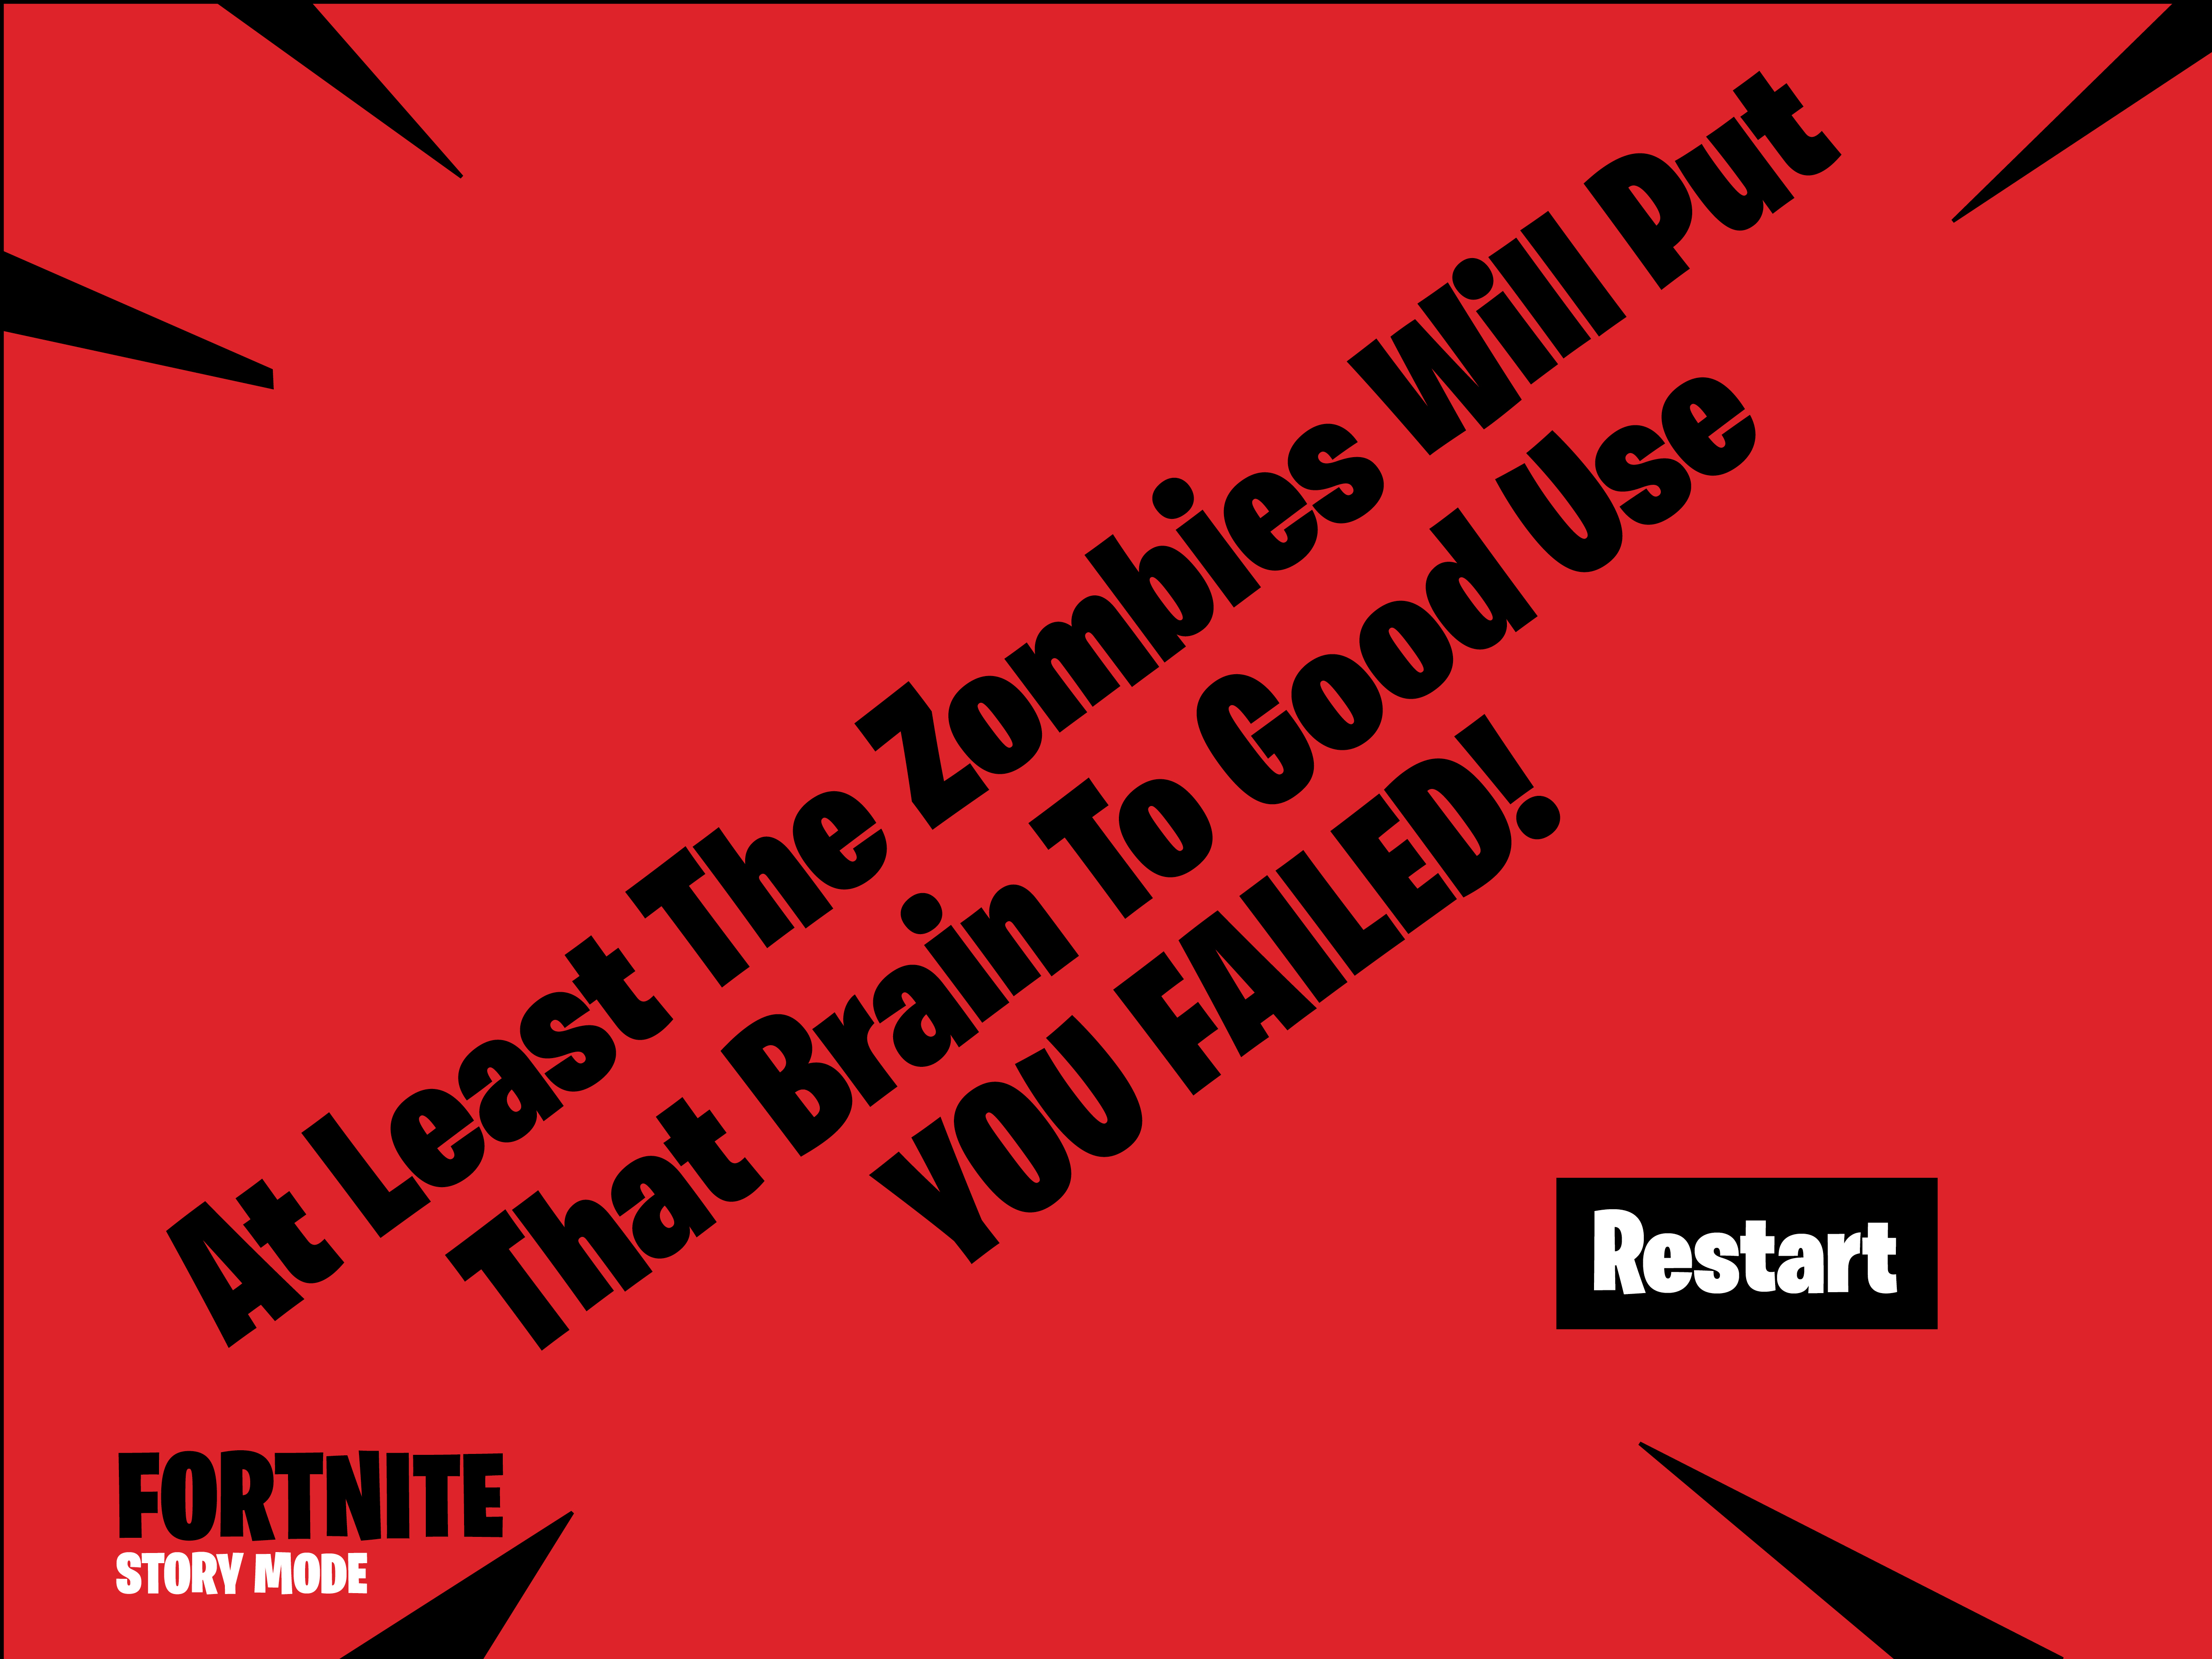 At Least The Zombies Will Put
That Brain To Good Use
YOU FAILED!
Restart
FORTNITE
STORY MODE